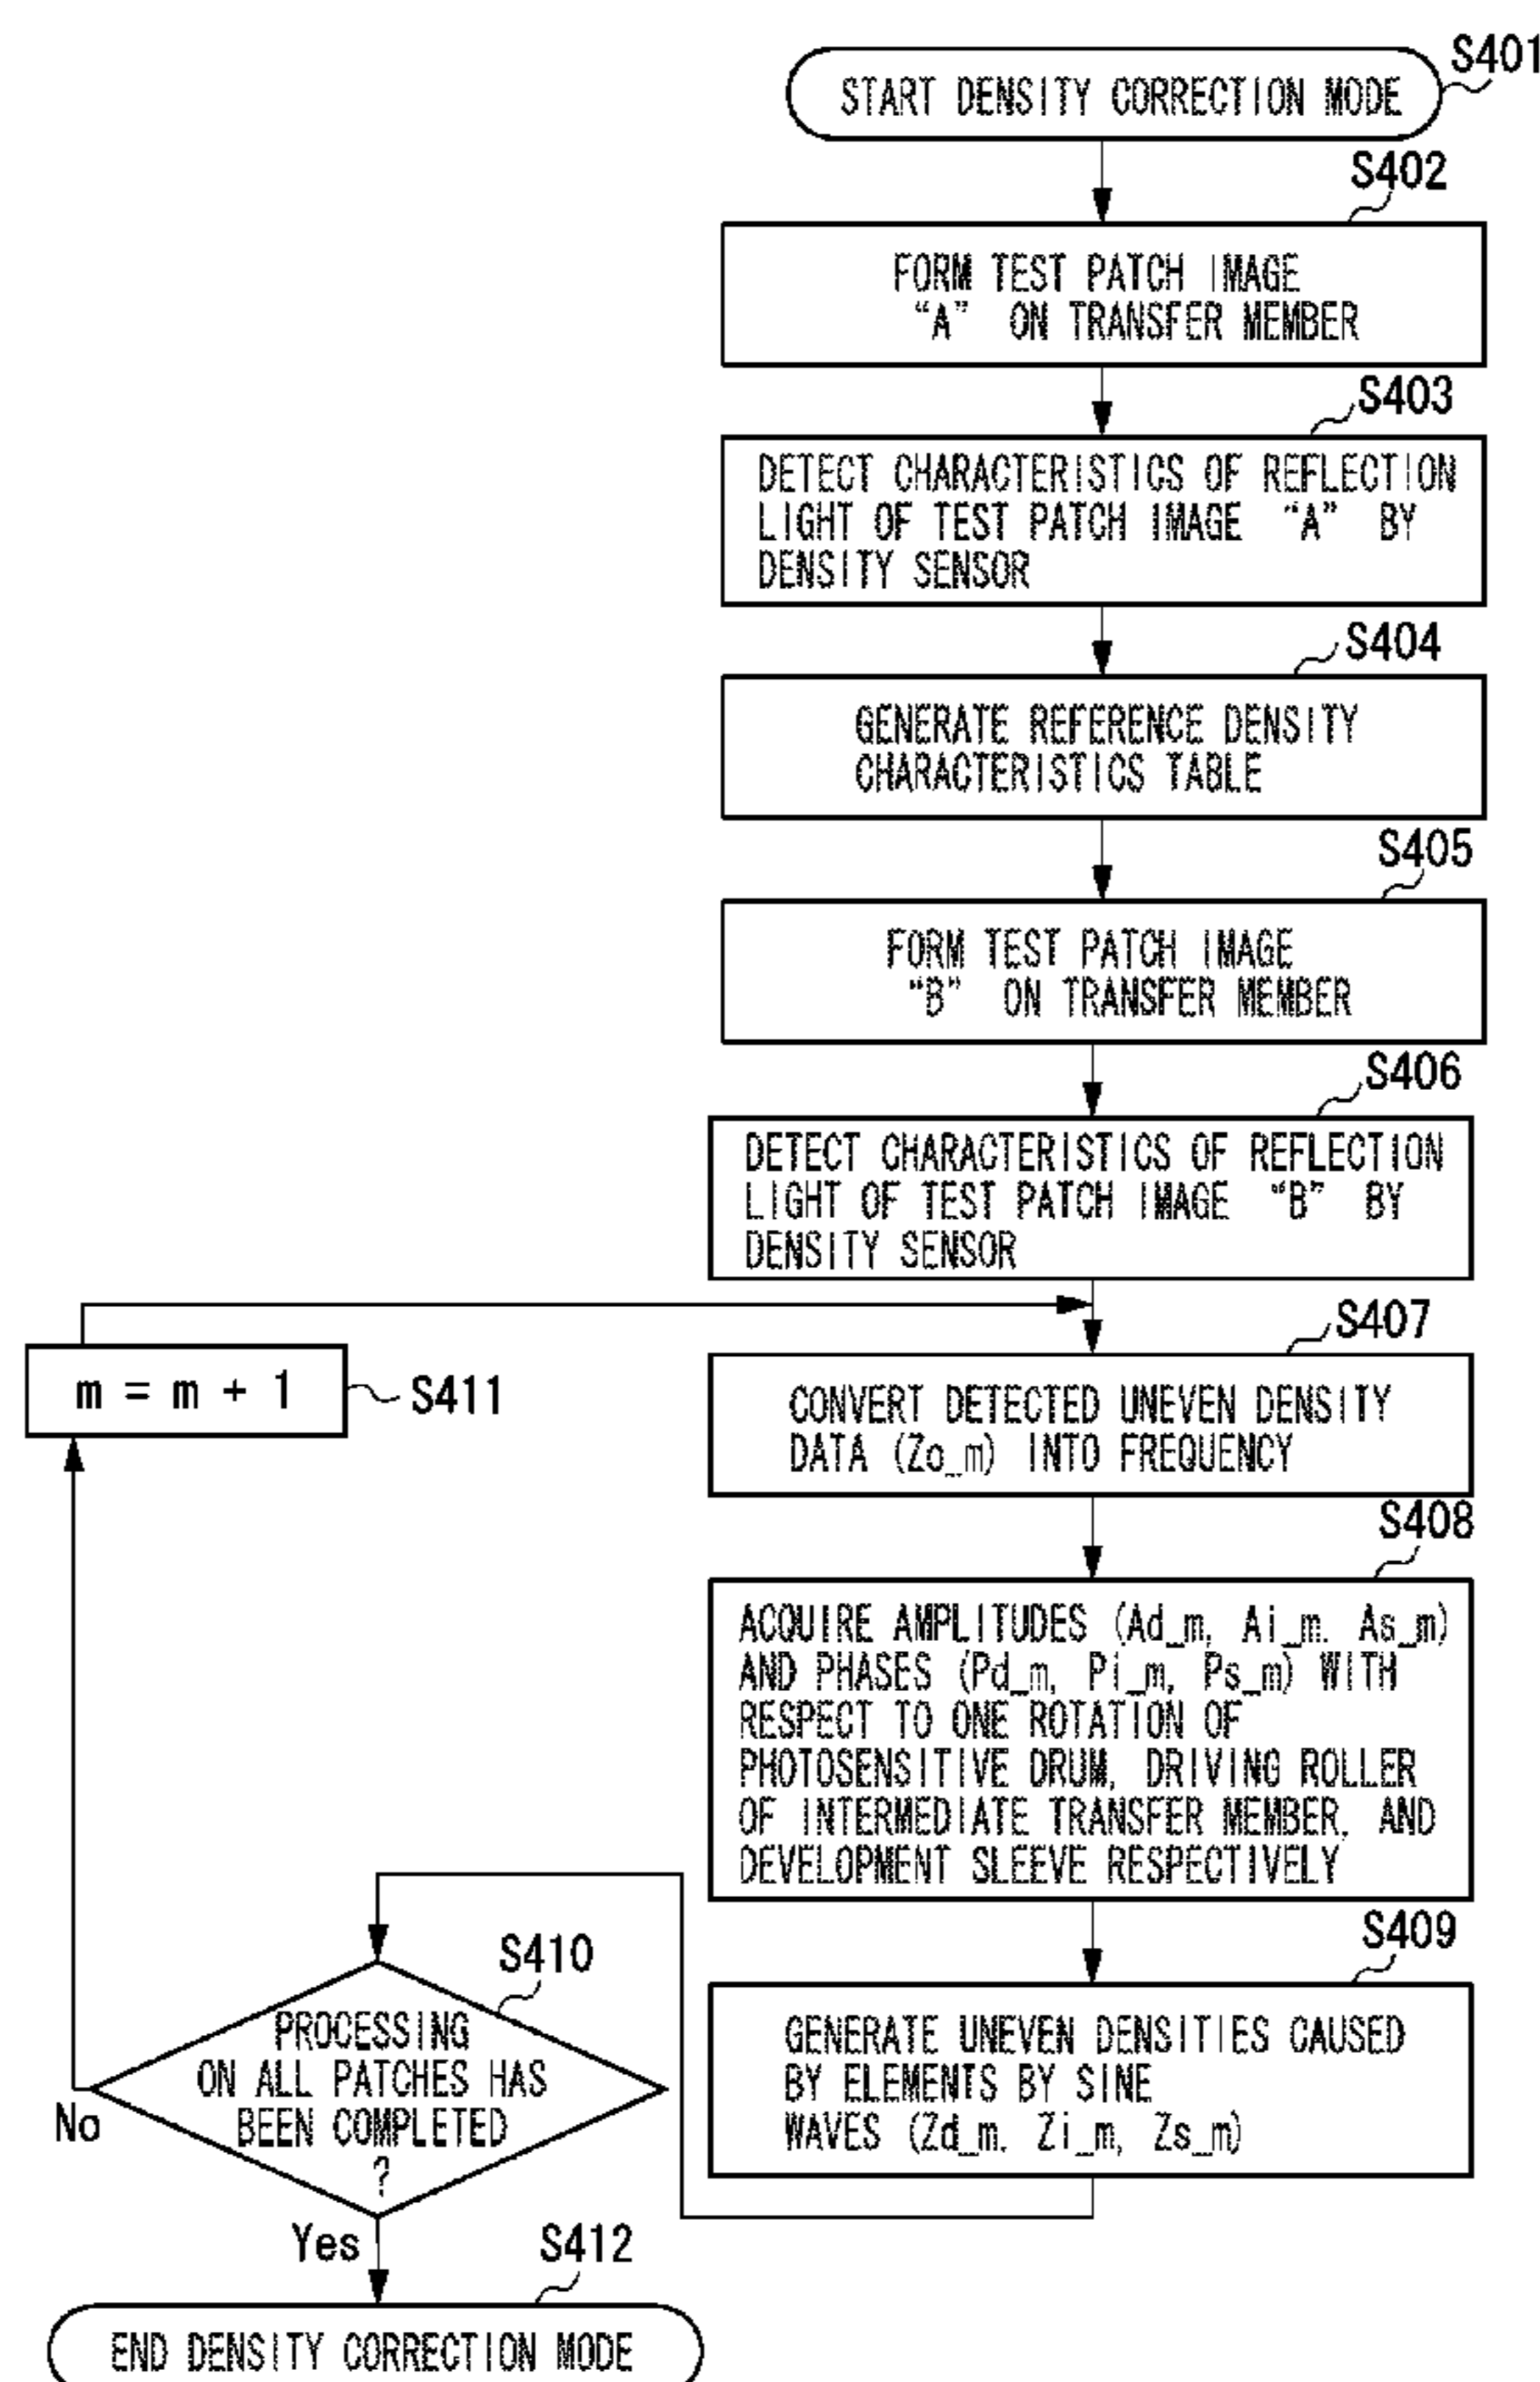 S401
START DENSITY CORRECTION MODE
S402
FORM TEST PATCH IMAGE
“A” ON TRANSFER MEMBER
S403
DETECT CHARACTERISTICS OF REFLECTION
LIGHT OF TEST PATCH IMAGE “A” BY
DENSITY SENSOR
S404
GENERATE REFERENCE DENSITY
CHARACTERISTICS TABLE
S405
FORM TEST PATCH IMAGE
“B” ON TRANSFER MEMBER
S406
DETECT CHARACTERISTICS OF REFLECTION
LIGHT OF TEST PATCH IMAGE “B” BY
DENSITY SENSOR
S407
CONVERT DETECTED UNEVEN DENSITY
DATA (Zo_m) INTO FREQUENCY
m = m + 1
S411
S408
ACQUIRE AMPLITUDES (Ad_m, Ai_m. As_m)
AND PHASES (Pd_m, Pi_m, Ps_m) WITH
RESPECT TO ONE ROTATION OF
PHOTOSENSITIVE DRUM, DRIVING ROLLER
OF INTERMEDIATE TRANSFER MEMBER, AND
DEVELOPMENT SLEEVE RESPECTIVELY
S409
GENERATE UNEVEN DENSITIES CAUSED
BY ELEMENTS BY SINE
WAVES (Zd_m. Zi_m, Zs_m)
S410
PROCESSING
ON ALL PATCHES HAS
BEEN COMPLETED
?
No
Yes
S412
END DENSITY CORRECTION MODE